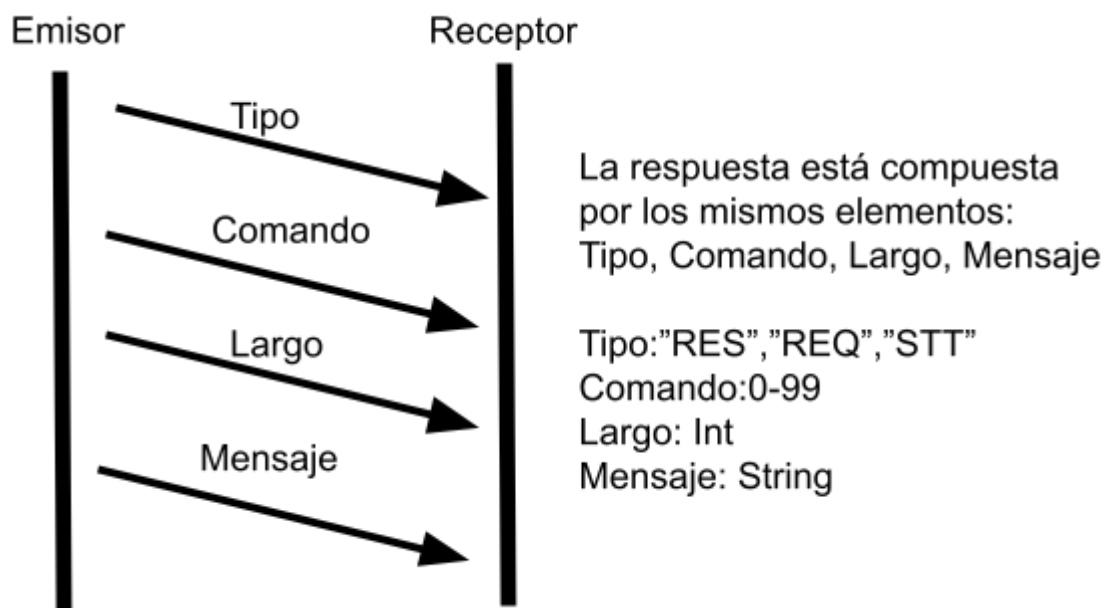 Emisor
Receptor
Tipo
Comando
Largo
Mensaje
La respuesta está compuesta
por los mismos elementos:
Tipo, Comando, Largo, Mensaje
Tipo:”RES”,”REQ”,”STT”
Comando:0-99
Largo: Int
Mensaje: String